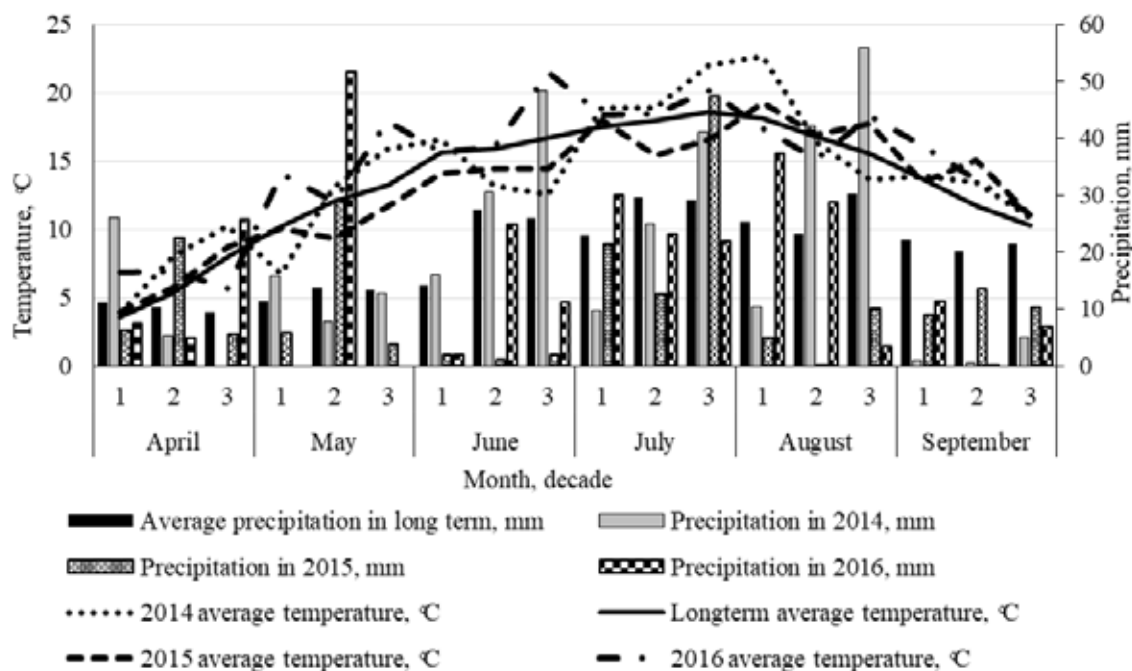 Temperature, °C
25
20
15
10
5
0
60
50
40
30
20
10
0
Precipitation, mm
1 2 3 1 2 3 1 2 3 1 2 3 1 2 3 1 2 3
April May June July August September
Month, decade
Average precipitation in long term, mm
Precipitation in 2014, mm
Precipitation in 2015, mm
Precipitation in 2016, mm
2014 average temperature, °C
Longterm average temperature, °C
2015 average temperature, °C
2016 average temperature, °C